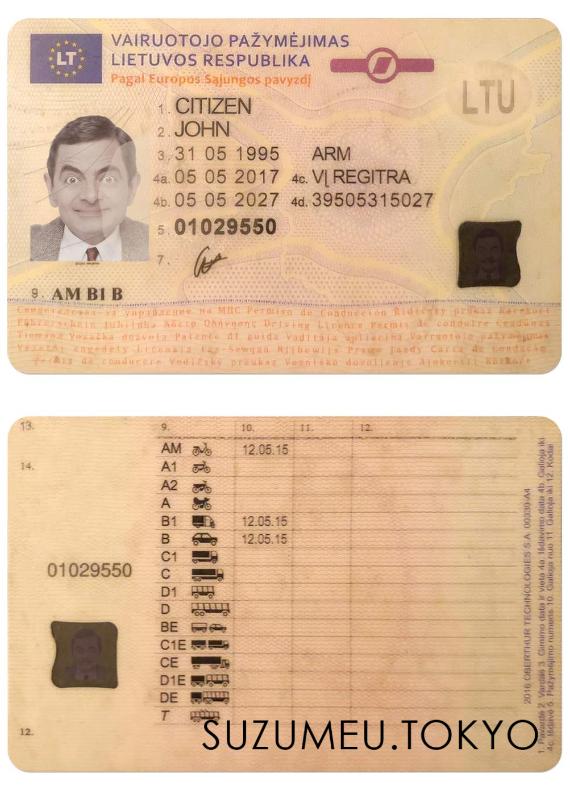 LT
VAIRUOTOJO PAŽYMĖJIMAS
LIETUVOS RESPUBLIKA
Pagal Europos Sąjungos pavyzdį
LTU
1. CITIZEN
2. JOHN
3. 31 05 1995 ARM
4a. 05 05 2017 4c. VĮ REGITRA
4b. 05 05 2027 4d. 39505315027
5. 01029550
7.
9. AM B1 B
13.
14.
01029550
12.
9. 10. 11. 12.
AM 12.05.15
A1
A2
A
B1 12.05.15
B 12.05.15
C1
C
D1
D
BE
C1E
CE
D1E
DE
T
2016 OBERTHUR TECHNOLOGIES S.A. 00339-A4
1. Pavardė 2. Vardas 3. Gimimo data ir vieta 4a. Išdavimo data 4b. Galioja iki
4c. Išdavė 5. Pažymėjimo numeris 10. Galioja nuo 11. Galioja iki 12. Kodai
SUZUMEU.TOKYO